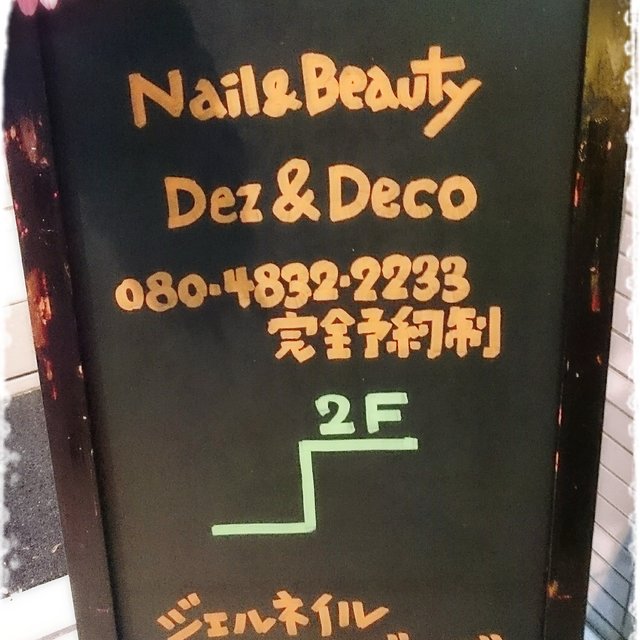 Nail&Beauty
Dez&Deco
080-4832-2233
完全予約制
2F
ジェルネイル